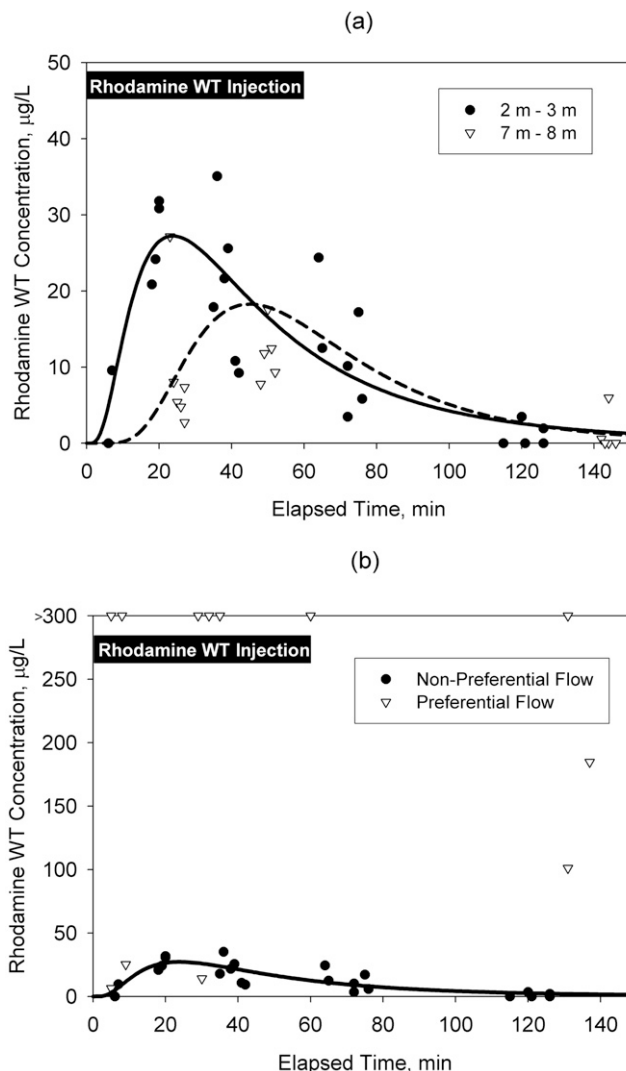 (a)
Rhodamine WT Concentration, µg/L
50
40
30
20
10
0
Rhodamine WT Injection
2 m - 3 m
7 m - 8 m
0 20 40 60 80 100 120 140
Elapsed Time, min
(b)
Rhodamine WT Concentration, µg/L
>300
250
200
150
100
50
0
Rhodamine WT Injection
Non-Preferential Flow
Preferential Flow
0 20 40 60 80 100 120 140
Elapsed Time, min